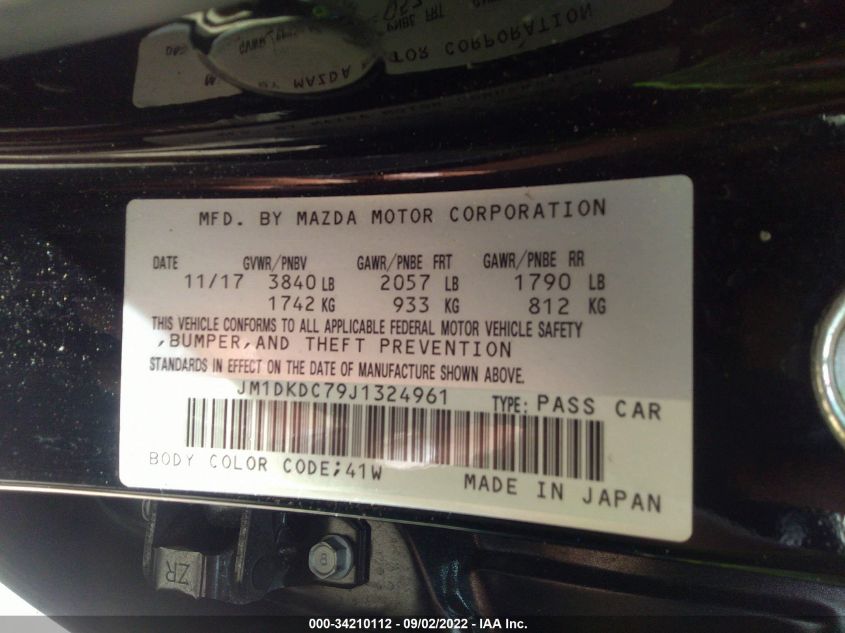 MFD. BY MAZDA MOTOR CORPORATION
DATE GVWR/PNBV GAWR/PNBE FRT GAWR/PNBE RR
11/17 3840 LB 2057 LB 1790 LB
1742 KG 933 KG 812 KG
THIS VEHICLE CONFORMS TO ALL APPLICABLE FEDERAL MOTOR VEHICLE SAFETY
,BUMPER,AND THEFT PREVENTION
STANDARDS IN EFFECT ON THE DATE OF MANUFACTURE SHOWN ABOVE.
JM1DKDC79J1324961 TYPE: PASS CAR
BODY COLOR CODE;41W
MADE IN JAPAN
ZR
8
000-34210112 - 09/02/2022 - IAA Inc.